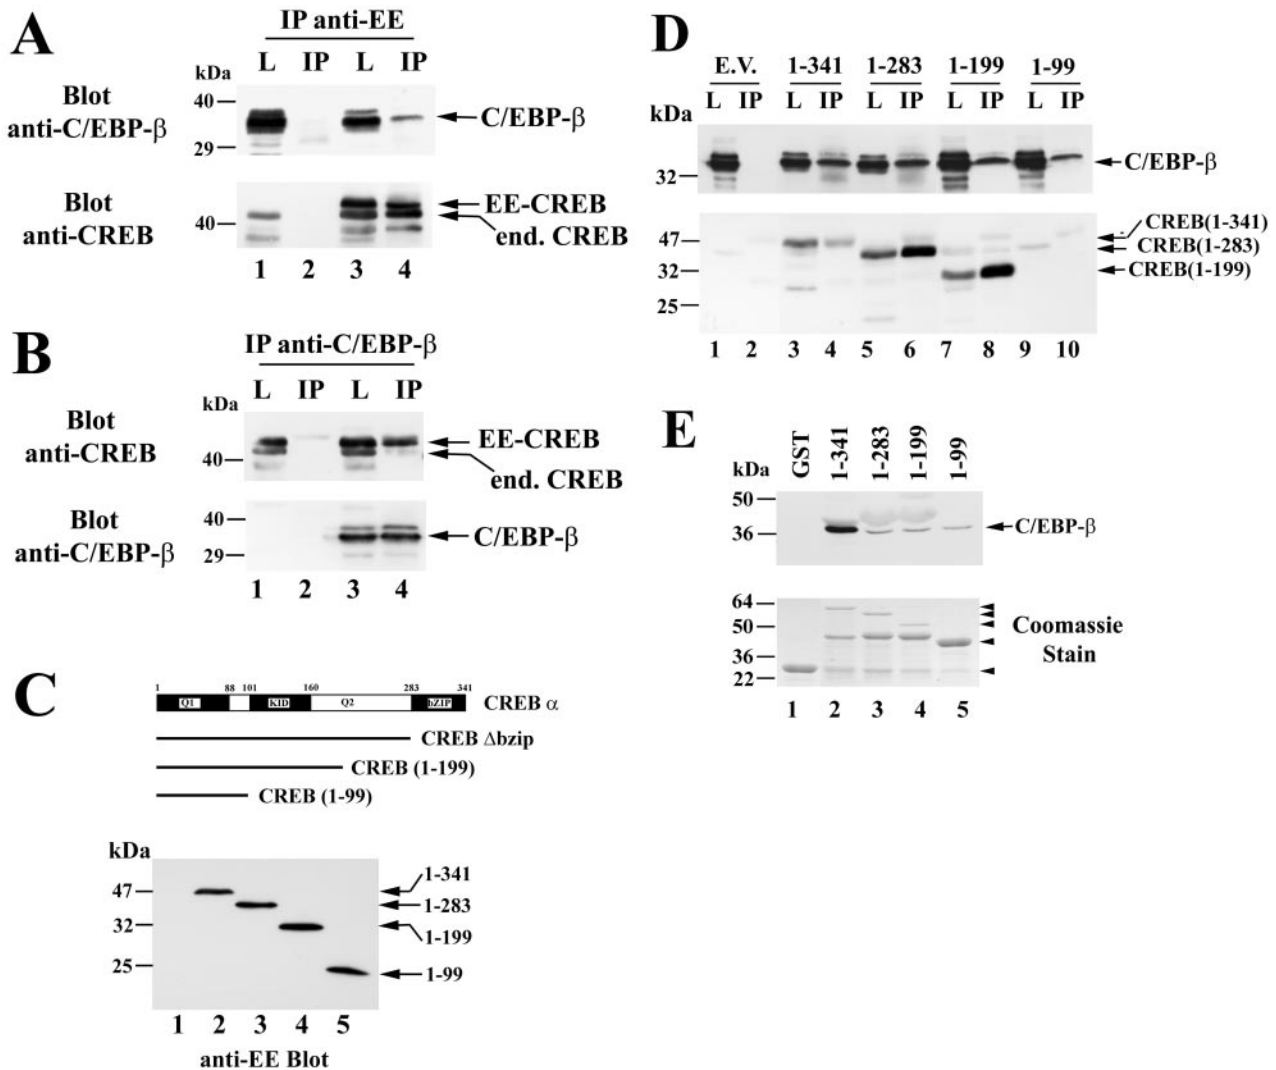 A
IP anti-EE
L IP L IP
kDa
Blot
anti-C/EBP-β
40
29
C/EBP-β
Blot
anti-CREB
40
EE-CREB
end. CREB
1 2 3 4
B
IP anti-C/EBP-β
L IP L IP
kDa
Blot
anti-CREB
40
EE-CREB
end. CREB
Blot
anti-C/EBP-β
40
29
C/EBP-β
1 2 3 4
C
1 88 101 160 283 341
Q1 KID Q2 bZIP CREB α
CREB Δbzip
CREB (1-199)
CREB (1-99)
kDa
47
32
25
1-341
1-283
1-199
1-99
1 2 3 4 5
anti-EE Blot
D
E.V. 1-341 1-283 1-199 1-99
L IP L IP L IP L IP L IP
kDa
32
C/EBP-β
47
32
25
CREB(1-341)
CREB(1-283)
CREB(1-199)
1 2 3 4 5 6 7 8 9 10
E
GST 1-341 1-283 1-199 1-99
kDa
50
36
C/EBP-β
64
50
36
22
Coomassie
Stain
1 2 3 4 5